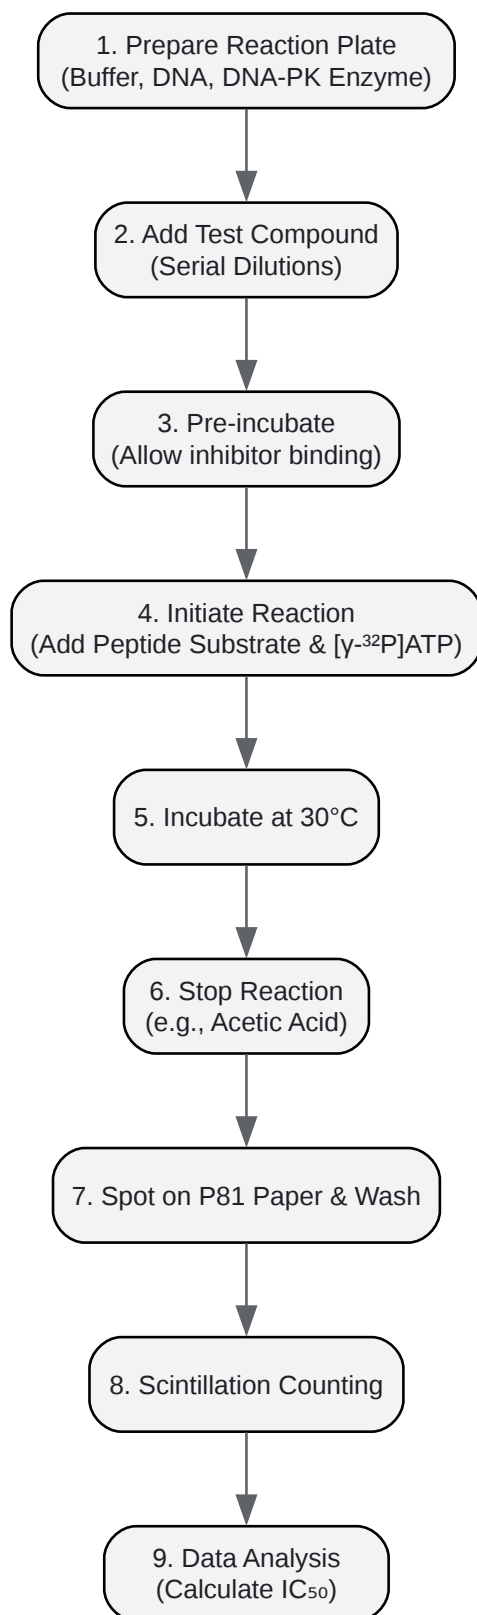 1. Prepare Reaction Plate
(Buffer, DNA, DNA-PK Enzyme)
2. Add Test Compound
(Serial Dilutions)
3. Pre-incubate
(Allow inhibitor binding)
4. Initiate Reaction
(Add Peptide Substrate & [γ-³²P]ATP)
5. Incubate at 30°C
6. Stop Reaction
(e.g., Acetic Acid)
7. Spot on P81 Paper & Wash
8. Scintillation Counting
9. Data Analysis
(Calculate IC₅₀)